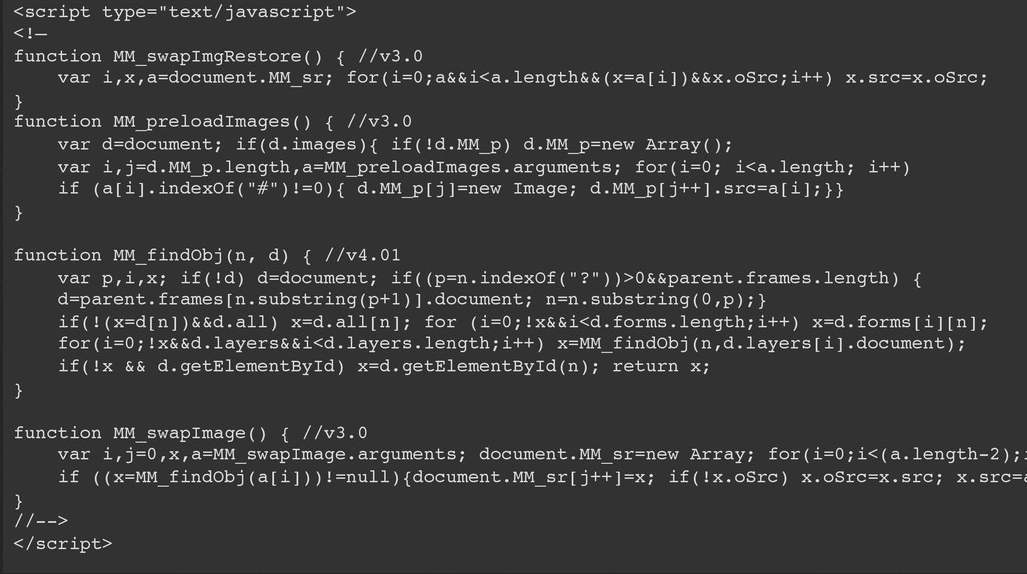 <script type="text/javascript">
<!—
function MM_swapImgRestore() { //v3.0
var i,x,a=document.MM_sr; for(i=0;a&&i<a.length&&(x=a[i])&&x.oSrc;i++) x.src=x.oSrc;
}
function MM_preloadImages() { //v3.0
var d=document; if(d.images){ if(!d.MM_p) d.MM_p=new Array();
var i,j=d.MM_p.length,a=MM_preloadImages.arguments; for(i=0; i<a.length; i++)
if (a[i].indexOf("#")!=0){ d.MM_p[j]=new Image; d.MM_p[j++].src=a[i];}}
}
function MM_findObj(n, d) { //v4.01
var p,i,x; if(!d) d=document; if((p=n.indexOf("?"))>0&&parent.frames.length) {
d=parent.frames[n.substring(p+1)].document; n=n.substring(0,p);}
if(!(x=d[n])&&d.all) x=d.all[n]; for (i=0;!x&&i<d.forms.length;i++) x=d.forms[i][n];
for(i=0;!x&&d.layers&&i<d.layers.length;i++) x=MM_findObj(n,d.layers[i].document);
if(!x && d.getElementById) x=d.getElementById(n); return x;
}
function MM_swapImage() { //v3.0
var i,j=0,x,a=MM_swapImage.arguments; document.MM_sr=new Array; for(i=0;i<(a.length-2);
if ((x=MM_findObj(a[i]))!=null){document.MM_sr[j++]=x; if(!x.oSrc) x.oSrc=x.src; x.src=
}
//-->
</script>